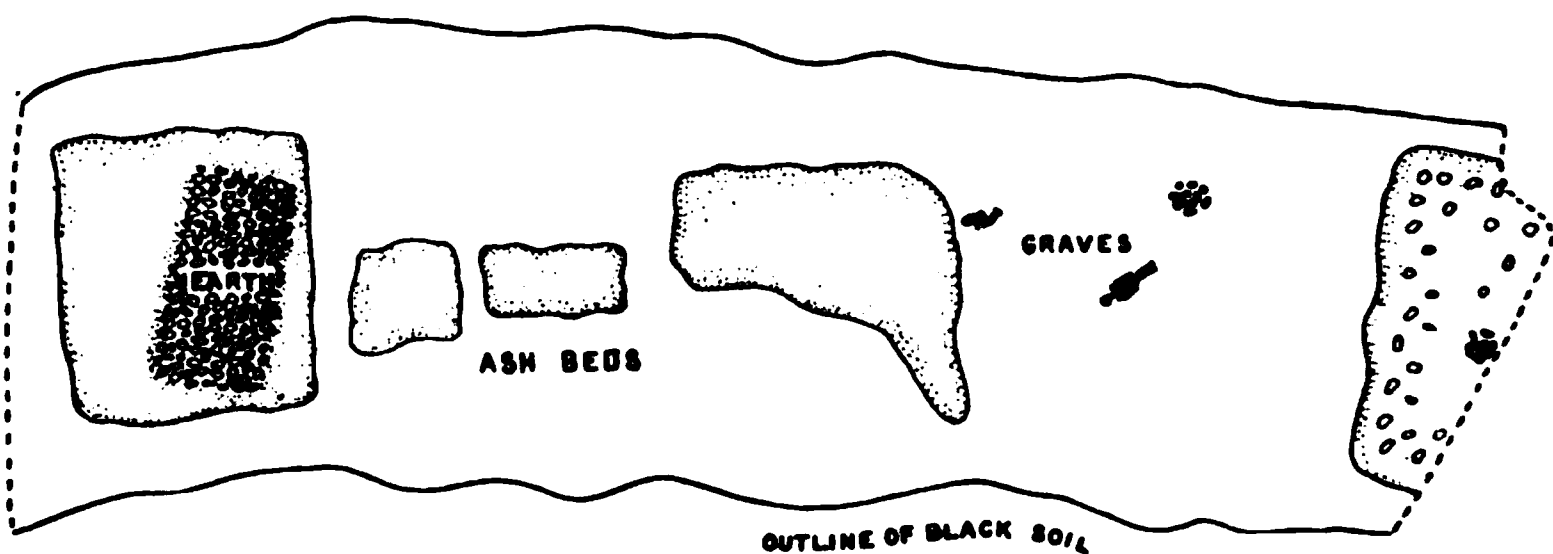 GRAVES
HEARTH
ASH BEDS
OUTLINE OF BLACK SOIL